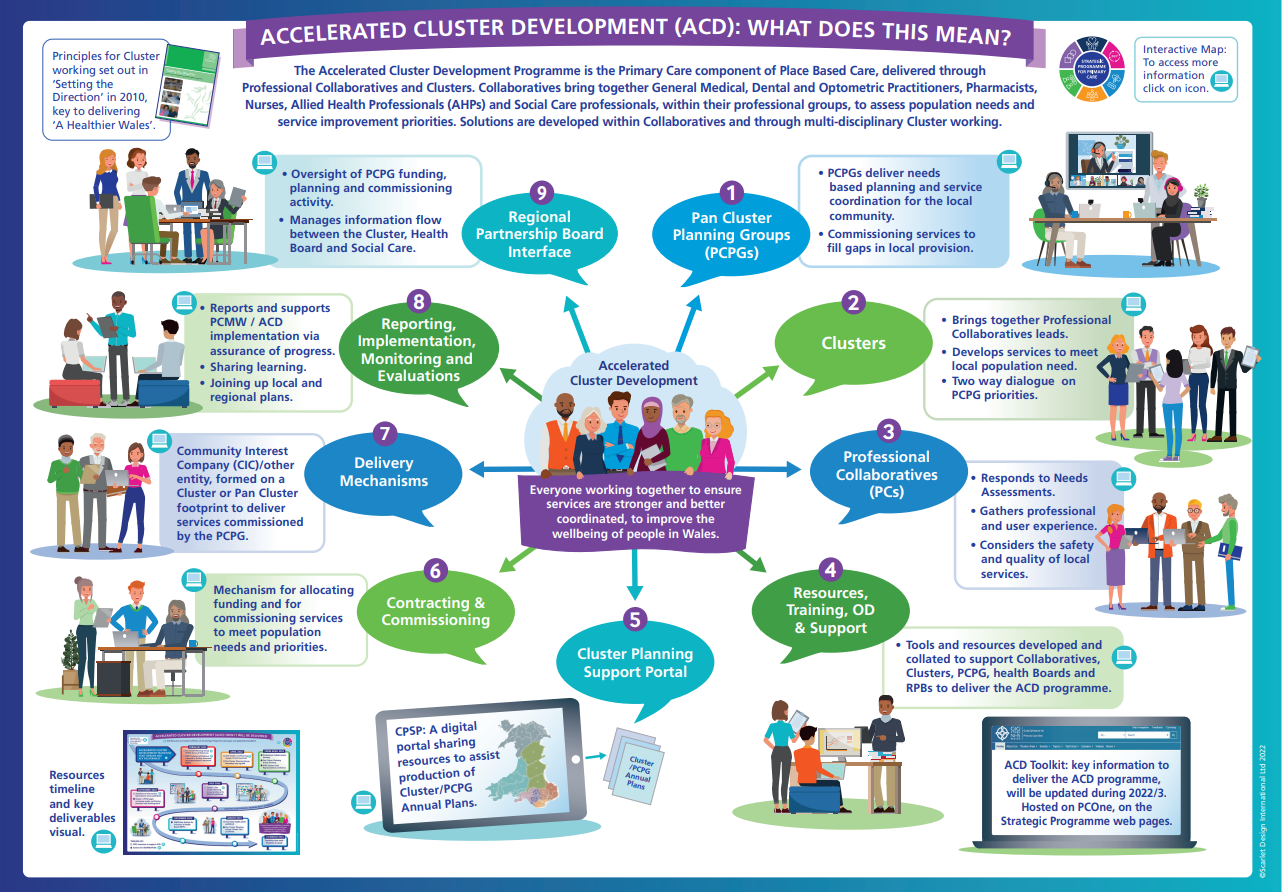 ACCELERATED CLUSTER DEVELOPMENT (ACD): WHAT DOES THIS MEAN?
Principles for Cluster
working set out in
‘Setting the
Direction’ in 2010,
key to delivering
‘A Healthier Wales’.
The Accelerated Cluster Development Programme is the Primary Care component of Place Based Care, delivered through
Professional Collaboratives and Clusters. Collaboratives bring together General Medical, Dental and Optometric Practitioners, Pharmacists,
Nurses, Allied Health Professionals (AHPs) and Social Care professionals, within their professional groups, to assess population needs and
service improvement priorities. Solutions are developed within Collaboratives and through multi-disciplinary Cluster working.
STRATEGIC
PROGRAMME
FOR PRIMARY
CARE
Interactive Map:
To access more
information
click on icon.
• Oversight of PCPG funding,
planning and commissioning
activity.
• Manages information flow
between the Cluster, Health
Board and Social Care.
9
Regional
Partnership Board
Interface
1
Pan Cluster
Planning Groups
(PCPGs)
• PCPGs deliver needs
based planning and service
coordination for the local
community.
• Commissioning services to
fill gaps in local provision.
• Reports and supports
PCMW / ACD
implementation via
assurance of progress.
• Sharing learning.
• Joining up local and
regional plans.
8
Reporting,
Implementation,
Monitoring and
Evaluations
2
Clusters
• Brings together Professional
Collaboratives leads.
• Develops services to meet
local population need.
• Two way dialogue on
PCPG priorities.
Accelerated
Cluster Development
Everyone working together to ensure
services are stronger and better
coordinated, to improve the
wellbeing of people in Wales.
Community Interest
Company (CIC)/other
entity, formed on a
Cluster or Pan Cluster
footprint to deliver
services commissioned
by the PCPG.
7
Delivery
Mechanisms
3
Professional
Collaboratives
(PCs)
• Responds to Needs
Assessments.
• Gathers professional
and user experience.
• Considers the safety
and quality of local
services.
Mechanism for allocating
funding and for
commissioning services
to meet population
needs and priorities.
6
Contracting &
Commissioning
5
Cluster Planning
Support Portal
4
Resources,
Training, OD
& Support
• Tools and resources developed and
collated to support Collaboratives,
Clusters, PCPG, health Boards and
RPBs to deliver the ACD programme.
Resources
timeline
and key
deliverables
visual.
CPSP: A digital
portal sharing
resources to assist
production of
Cluster/PCPG
Annual Plans.
Cluster
/PCPG
Annual
Plans
ACD Toolkit: key information to
deliver the ACD programme,
will be updated during 2022/3.
Hosted on PCOne, on the
Strategic Programme web pages.
©Scarlet Design International Ltd 2022